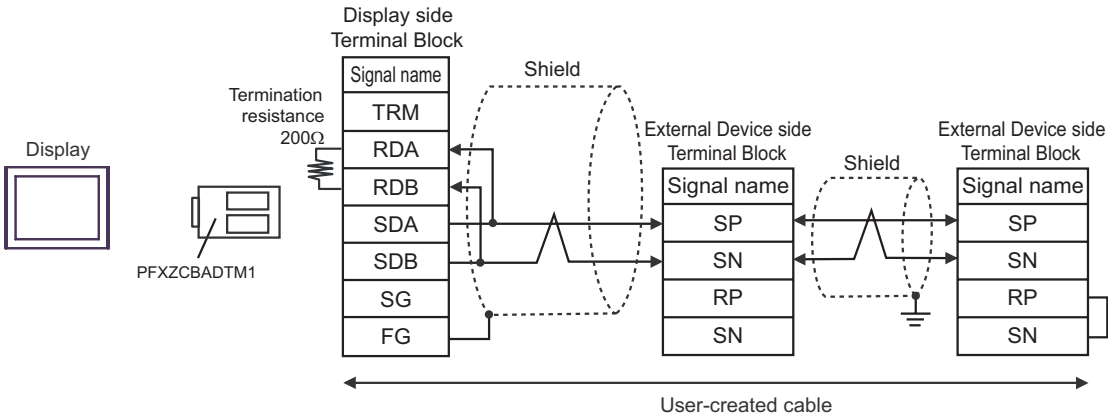 Display side
Terminal Block
Signal name
TRM
RDA
RDB
SDA
SDB
SG
FG
Termination
resistance
200Ω
Shield
Display
PFXZCBADTM1
External Device side
Terminal Block
Signal name
SP
SN
RP
SN
Shield
External Device side
Terminal Block
Signal name
SP
SN
RP
SN
User-created cable